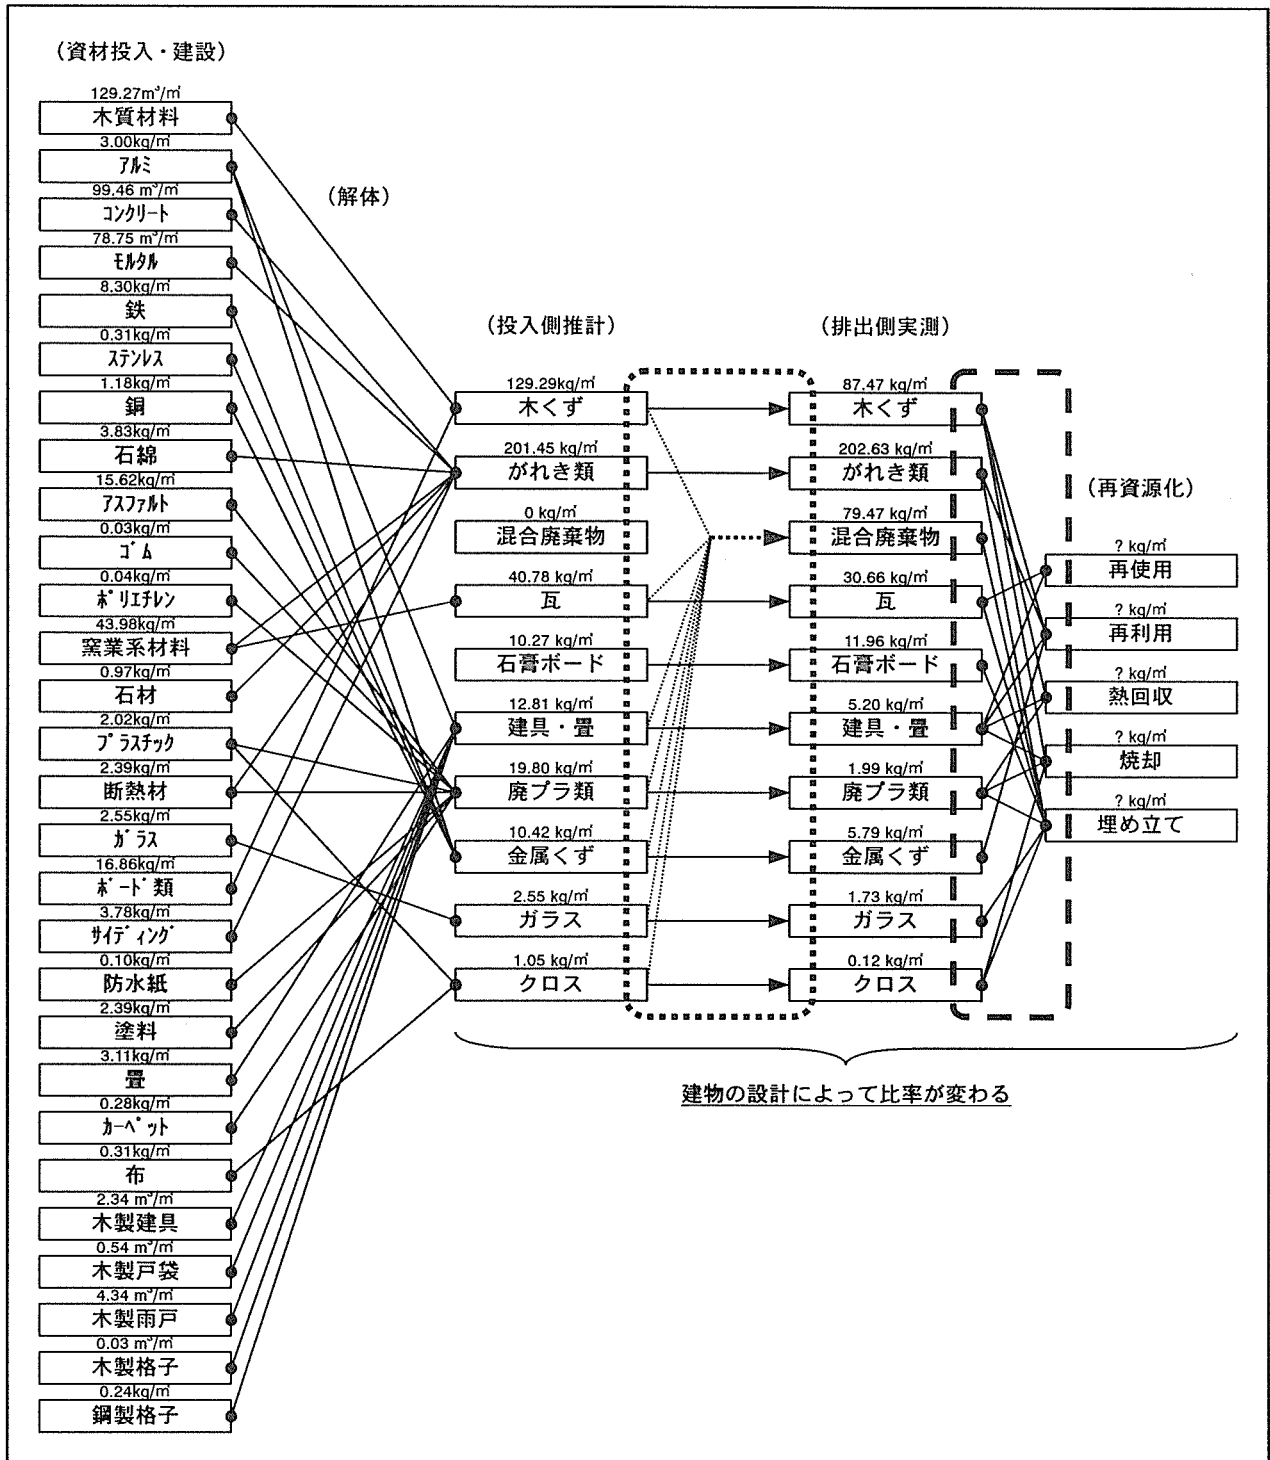 （資材投入・建設）
129.27m³/㎡
木質材料
3.00kg/㎡
アルミ
99.46 m³/㎡
コンクリート
78.75 m³/㎡
モルタル
8.30kg/㎡
鉄
0.31kg/㎡
ステンレス
1.18kg/㎡
銅
3.83kg/㎡
石綿
15.62kg/㎡
アスファルト
0.03kg/㎡
ゴム
0.04kg/㎡
ポリエチレン
43.98kg/㎡
窯業系材料
0.97kg/㎡
石材
2.02kg/㎡
プラスチック
2.39kg/㎡
断熱材
2.55kg/㎡
ガラス
16.86kg/㎡
ボード類
3.78kg/㎡
サイディング
0.10kg/㎡
防水紙
2.39kg/㎡
塗料
3.11kg/㎡
畳
0.28kg/㎡
カーペット
0.31kg/㎡
布
2.34 m³/㎡
木製建具
0.54 m³/㎡
木製戸袋
4.34 m³/㎡
木製雨戸
0.03 m³/㎡
木製格子
0.24kg/㎡
鋼製格子
（解体）
（投入側推計）
129.29kg/㎡
木くず
201.45 kg/㎡
がれき類
0 kg/㎡
混合廃棄物
40.78 kg/㎡
瓦
10.27 kg/㎡
石膏ボード
12.81 kg/㎡
建具・畳
19.80 kg/㎡
廃プラ類
10.42 kg/㎡
金属くず
2.55 kg/㎡
ガラス
1.05 kg/㎡
クロス
（排出側実測）
87.47 kg/㎡
木くず
202.63 kg/㎡
がれき類
79.47 kg/㎡
混合廃棄物
30.66 kg/㎡
瓦
11.96 kg/㎡
石膏ボード
5.20 kg/㎡
建具・畳
1.99 kg/㎡
廃プラ類
5.79 kg/㎡
金属くず
1.73 kg/㎡
ガラス
0.12 kg/㎡
クロス
（再資源化）
? kg/㎡
再使用
? kg/㎡
再利用
? kg/㎡
熱回収
? kg/㎡
焼却
? kg/㎡
埋め立て
建物の設計によって比率が変わる